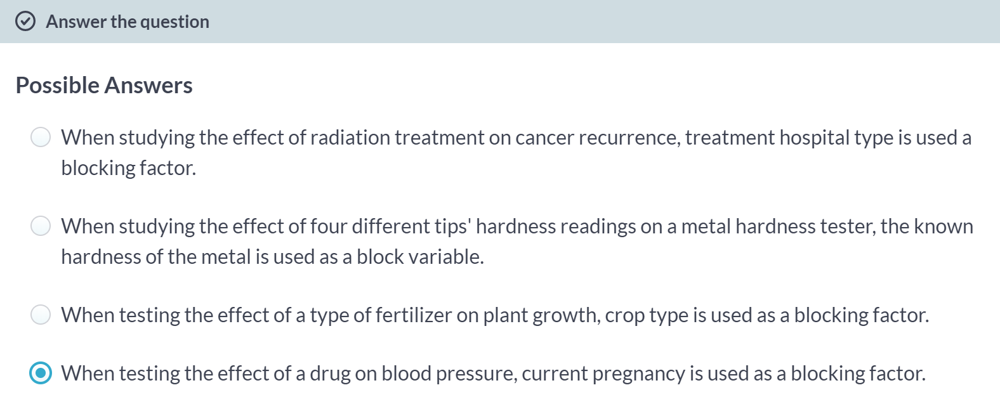 Answer the question
Possible Answers
When studying the effect of radiation treatment on cancer recurrence, treatment hospital type is used a
blocking factor.
When studying the effect of four different tips' hardness readings on a metal hardness tester, the known
hardness of the metal is used as a block variable.
When testing the effect of a type of fertilizer on plant growth, crop type is used as a blocking factor.
When testing the effect of a drug on blood pressure, current pregnancy is used as a blocking factor.